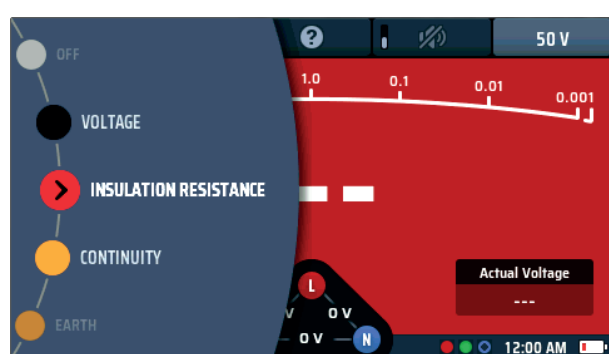 OFF
? 50 V
1.0 0.1 0.01 0.001
VOLTAGE
INSULATION RESISTANCE
CONTINUITY
Actual Voltage
---
L
V 0 V
0 V N
EARTH
12:00 AM